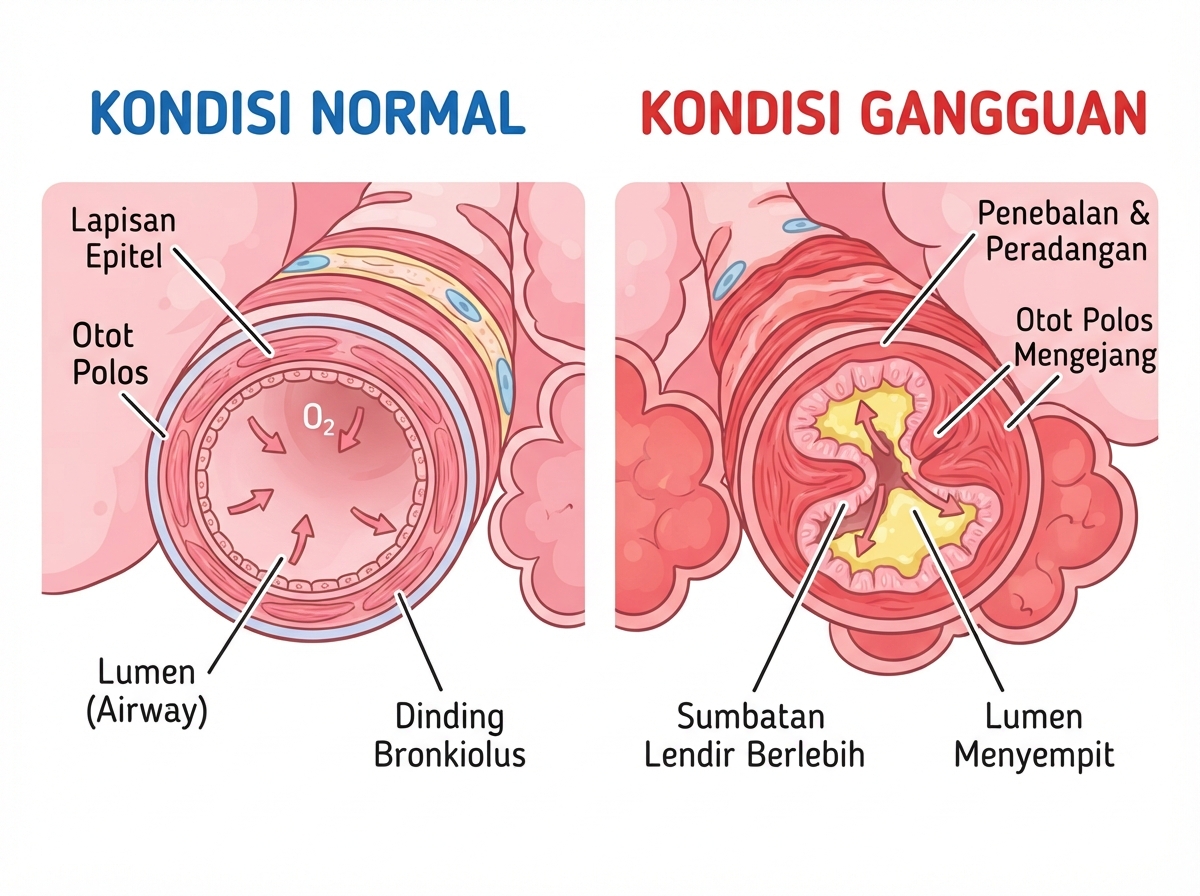 KONDISI NORMAL
KONDISI GANGGUAN
Lapisan
Epitel
Otot
Polos
O₂
Lumen
(Airway)
Dinding
Bronkiolus
Penebalan &
Peradangan
Otot Polos
Mengejang
Sumbatan
Lendir Berlebih
Lumen
Menyempit